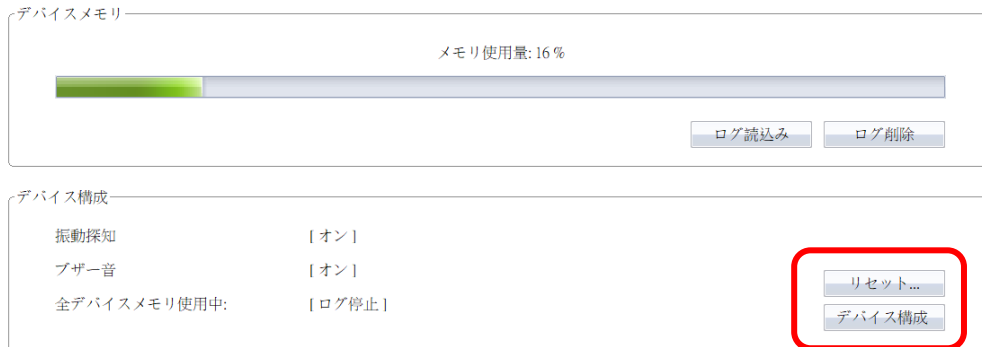 デバイスメモリ
メモリ使用量: 16 %
ログ読込み ログ削除
デバイス構成
振動探知 [ オン ]
ブザー音 [ オン ]
リセット...
全デバイスメモリ使用中: [ ログ停止 ]
デバイス構成